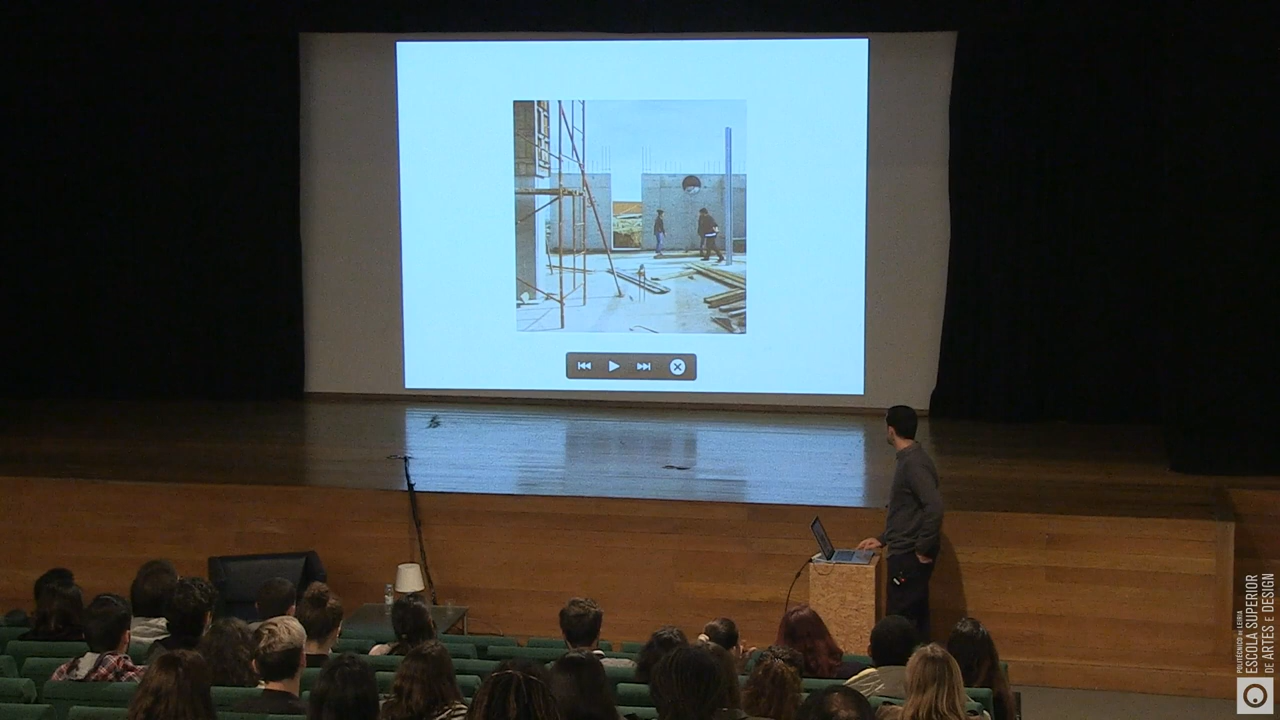 POLITÉCNICO DE LEIRIA
ESCOLA SUPERIOR
DE ARTES E DESIGN